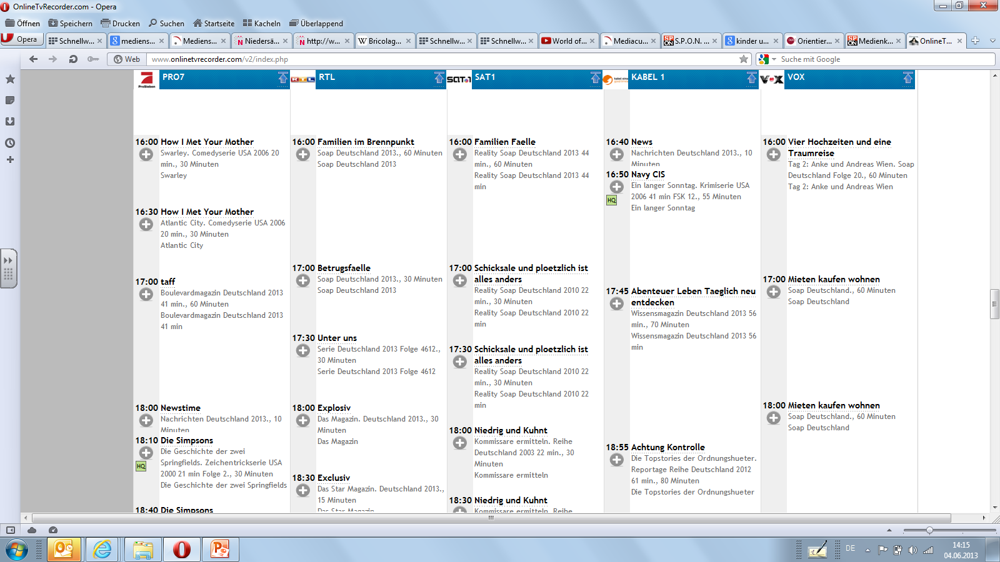 OnlineTvRecorder.com - Opera
Öffnen Speichern Drucken Suchen Startseite Kacheln Überlappend
Opera Schnellw... mediens... Mediens... Niedersä... http://w... Bricolag... Schnellw... Schnellw... World of... Mediacu... S.P.O.N. ... kinder u... Orientier... Medienk... OnlineT...
Web www.onlinetvrecorder.com/v2/index.php Suche mit Google
ProSieben PRO7
RTL RTL
SAT.1 SAT1
kabel eins KABEL 1
VOX VOX
16:00 How I Met Your Mother
Swarley. Comedyserie USA 2006 20
min., 30 Minuten
Swarley
16:30 How I Met Your Mother
Atlantic City. Comedyserie USA 2006
20 min., 30 Minuten
Atlantic City
17:00 taff
Boulevardmagazin Deutschland 2013
41 min., 60 Minuten
Boulevardmagazin Deutschland 2013
41 min
18:00 Newstime
Nachrichten Deutschland 2013., 10
Minuten
18:10 Die Simpsons
Die Geschichte der zwei
HQ
Springfields. Zeichentrickserie USA
2000 21 min Folge 2., 30 Minuten
Die Geschichte der zwei Springfields
18:40 Die Simpsons
16:00 Familien im Brennpunkt
Soap Deutschland 2013., 60 Minuten
Soap Deutschland 2013
17:00 Betrugsfaelle
Soap Deutschland 2013., 30 Minuten
Soap Deutschland 2013
17:30 Unter uns
Serie Deutschland 2013 Folge 4612.,
30 Minuten
Serie Deutschland 2013 Folge 4612
18:00 Explosiv
Das Magazin. Deutschland 2013., 30
Minuten
Das Magazin
18:30 Exclusiv
Das Star Magazin. Deutschland 2013.,
15 Minuten
Das Star Magazin
16:00 Familien Faelle
Reality Soap Deutschland 2013 44
min., 60 Minuten
Reality Soap Deutschland 2013 44
min
17:00 Schicksale und ploetzlich ist
alles anders
Reality Soap Deutschland 2010 22
min., 30 Minuten
Reality Soap Deutschland 2010 22
min
17:30 Schicksale und ploetzlich ist
alles anders
Reality Soap Deutschland 2010 22
min., 30 Minuten
Reality Soap Deutschland 2010 22
min
18:00 Niedrig und Kuhnt
Kommissare ermitteln. Reihe
Deutschland 2003 22 min., 30
Minuten
Kommissare ermitteln
18:30 Niedrig und Kuhnt
Kommissare ermitteln. Reihe
16:40 News
Nachrichten Deutschland 2013., 10
Minuten
16:50 Navy CIS
Ein langer Sonntag. Krimiserie USA
HQ
2006 41 min FSK 12., 55 Minuten
Ein langer Sonntag
17:45 Abenteuer Leben Taeglich neu
entdecken
Wissensmagazin Deutschland 2013 56
min., 70 Minuten
Wissensmagazin Deutschland 2013 56
min
18:55 Achtung Kontrolle
Die Topstories der Ordnungshueter.
Reportage Reihe Deutschland 2012
61 min., 80 Minuten
Die Topstories der Ordnungshueter
16:00 Vier Hochzeiten und eine
Traumreise
Tag 2: Anke und Andreas Wien. Soap
Deutschland Folge 20., 60 Minuten
Tag 2: Anke und Andreas Wien
17:00 Mieten kaufen wohnen
Soap Deutschland., 60 Minuten
Soap Deutschland
18:00 Mieten kaufen wohnen
Soap Deutschland., 60 Minuten
Soap Deutschland
DE
14:15
04.06.2013